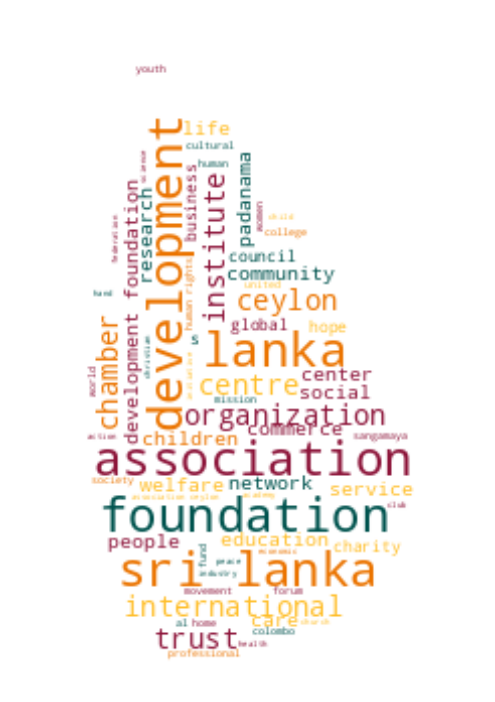 youth
life
cultural
human
science
development
business
institute
padanama
women
child
college
research
foundation
federation
council
community
human rights
united
hand
ceylon
global
hope
s
lanka
chamber
development
christian
world
centre
center
social
mission
organization
commerce
action
children
sangamaya
association
society
welfare
network
service
association ceylon
academy
foundation
club
people
education
charity
fund
economic
peace
industry
sri lanka
movement
forum
international
care
church
al
home
colombo
trust
health
professional